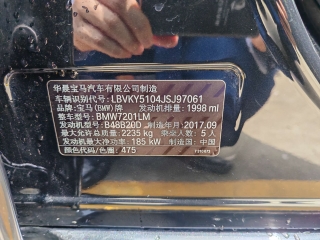 华晨宝马汽车有限公司制造
车辆识别代号: LBVKY5104JSJ97061
品牌: 宝马(BMW)牌 发动机排量: 1998 ml
整车型号: BMW7201LM
发动机型号: B48B20D 制造年月 2017.09
最大允许总质量: 2235 kg 乘坐人数: 5 人
发动机最大净功率: 185 kW 制造国: 中国
颜色代码/色圈: 475